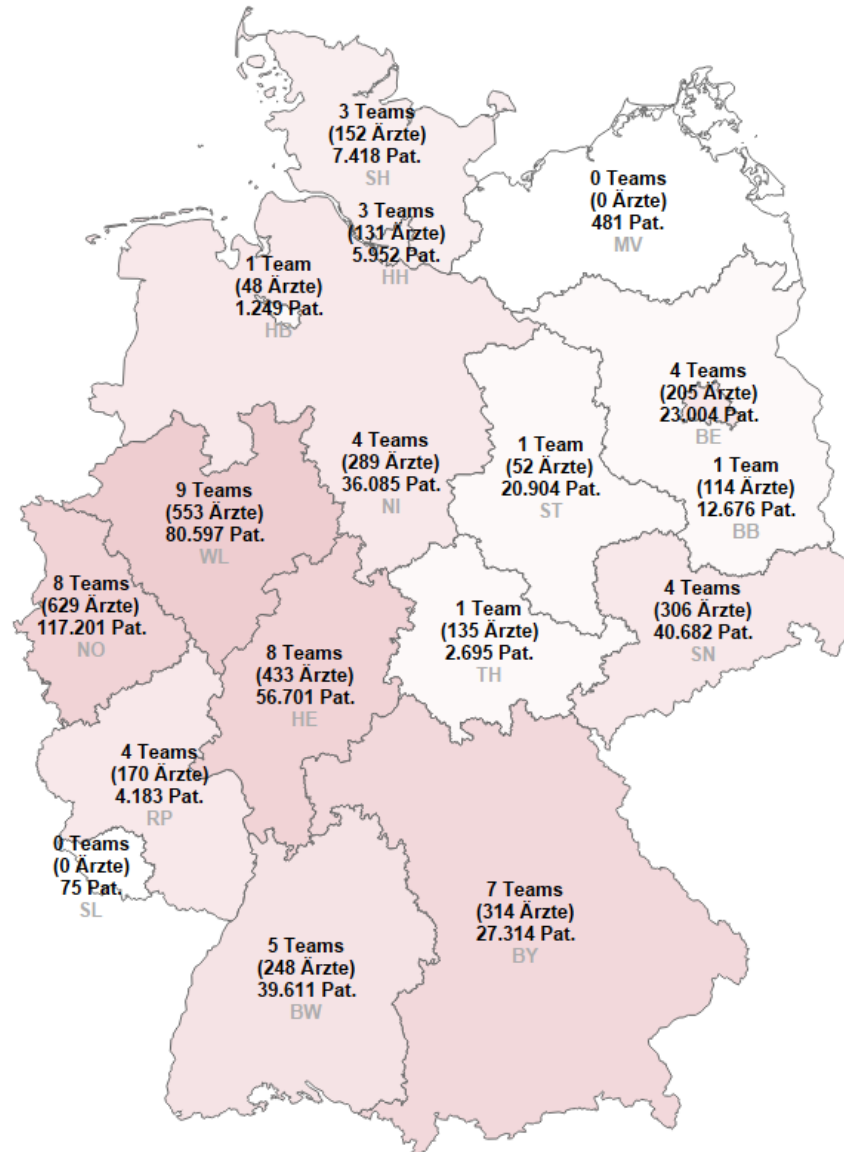 3 Teams
(152 Ärzte)
7.418 Pat.
SH
0 Teams
(0 Ärzte)
481 Pat.
MV
3 Teams
(131 Ärzte)
5.952 Pat.
HH
1 Team
(48 Ärzte)
1.249 Pat.
HB
4 Teams
(205 Ärzte)
23.004 Pat.
BE
4 Teams
(289 Ärzte)
36.085 Pat.
NI
1 Team
(52 Ärzte)
20.904 Pat.
ST
1 Team
(114 Ärzte)
12.676 Pat.
BB
9 Teams
(553 Ärzte)
80.597 Pat.
WL
8 Teams
(629 Ärzte)
117.201 Pat.
NO
8 Teams
(433 Ärzte)
56.701 Pat.
HE
1 Team
(135 Ärzte)
2.695 Pat.
TH
4 Teams
(306 Ärzte)
40.682 Pat.
SN
4 Teams
(170 Ärzte)
4.183 Pat.
RP
0 Teams
(0 Ärzte)
75 Pat.
SL
7 Teams
(314 Ärzte)
27.314 Pat.
BY
5 Teams
(248 Ärzte)
39.611 Pat.
BW